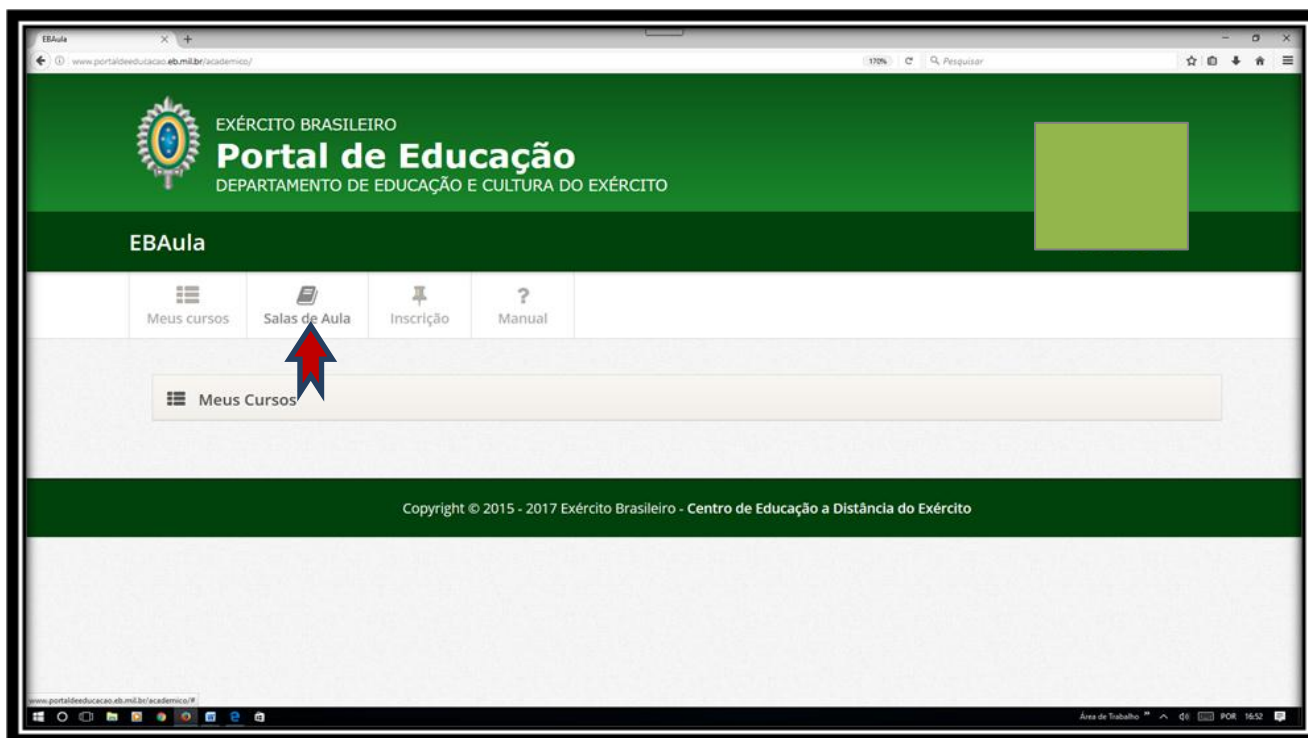 EBAula
www.portaldeeducacao.eb.mil.br/academico/
170%
Pesquisar
EXÉRCITO BRASILEIRO
Portal de Educação
DEPARTAMENTO DE EDUCAÇÃO E CULTURA DO EXÉRCITO
EBAula
Meus cursos
Salas de Aula
Inscrição
? Manual
Meus Cursos
Copyright © 2015 - 2017 Exército Brasileiro - Centro de Educação a Distância do Exército
www.portaldeeducacao.eb.mil.br/academico/#
Área de Trabalho
POR
16:52